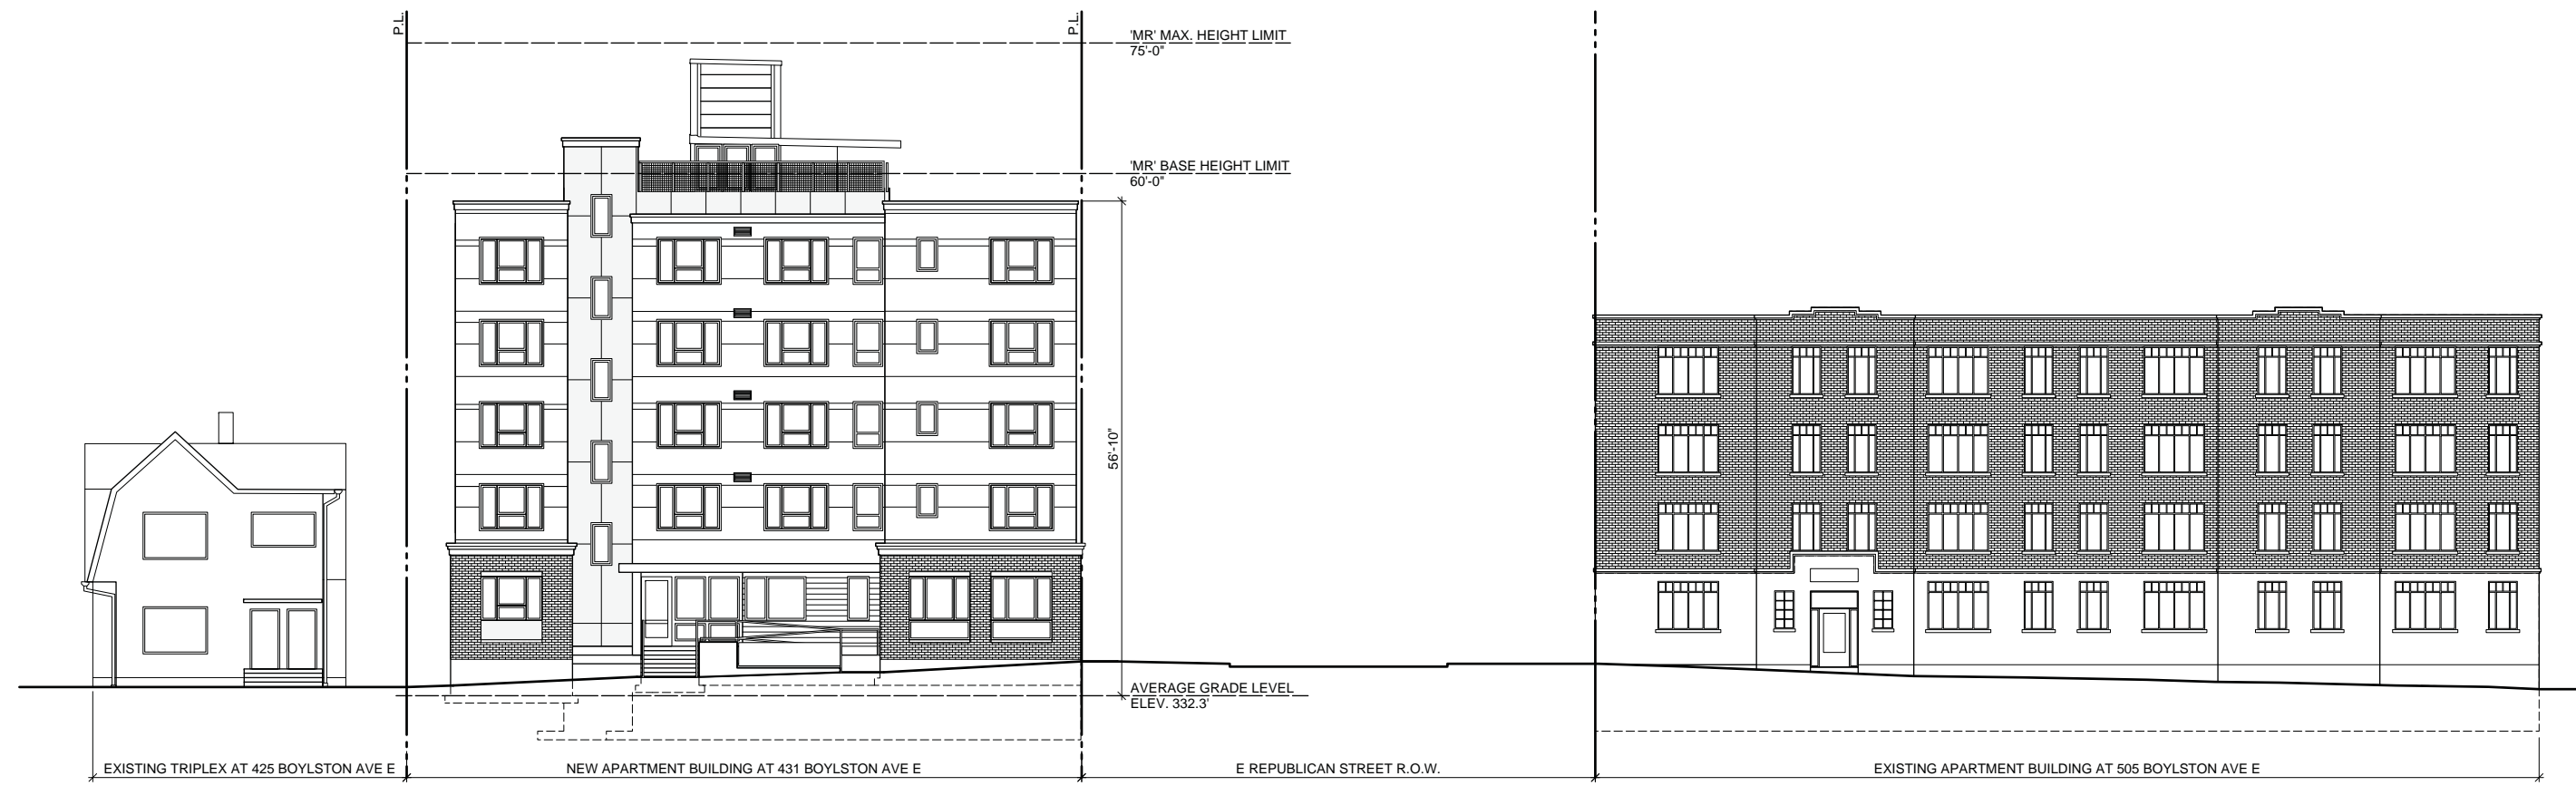 P.L.
P.L.
'MR' MAX. HEIGHT LIMIT
75'-0"
'MR' BASE HEIGHT LIMIT
60'-0"
56'-10"
AVERAGE GRADE LEVEL
ELEV. 332.3'
EXISTING TRIPLEX AT 425 BOYLSTON AVE E
NEW APARTMENT BUILDING AT 431 BOYLSTON AVE E
E REPUBLICAN STREET R.O.W.
EXISTING APARTMENT BUILDING AT 505 BOYLSTON AVE E